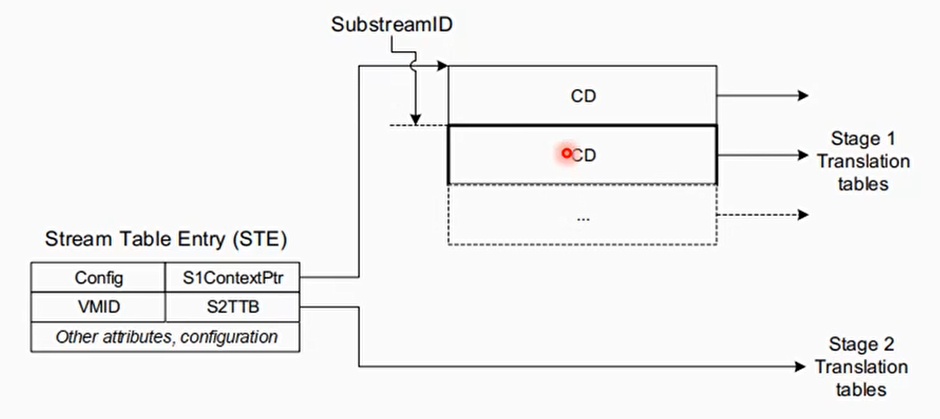 SubstreamID
CD
CD
...
Stage 1
Translation
tables
Stream Table Entry (STE)
Config S1ContextPtr
VMID S2TTB
Other attributes, configuration
Stage 2
Translation
tables